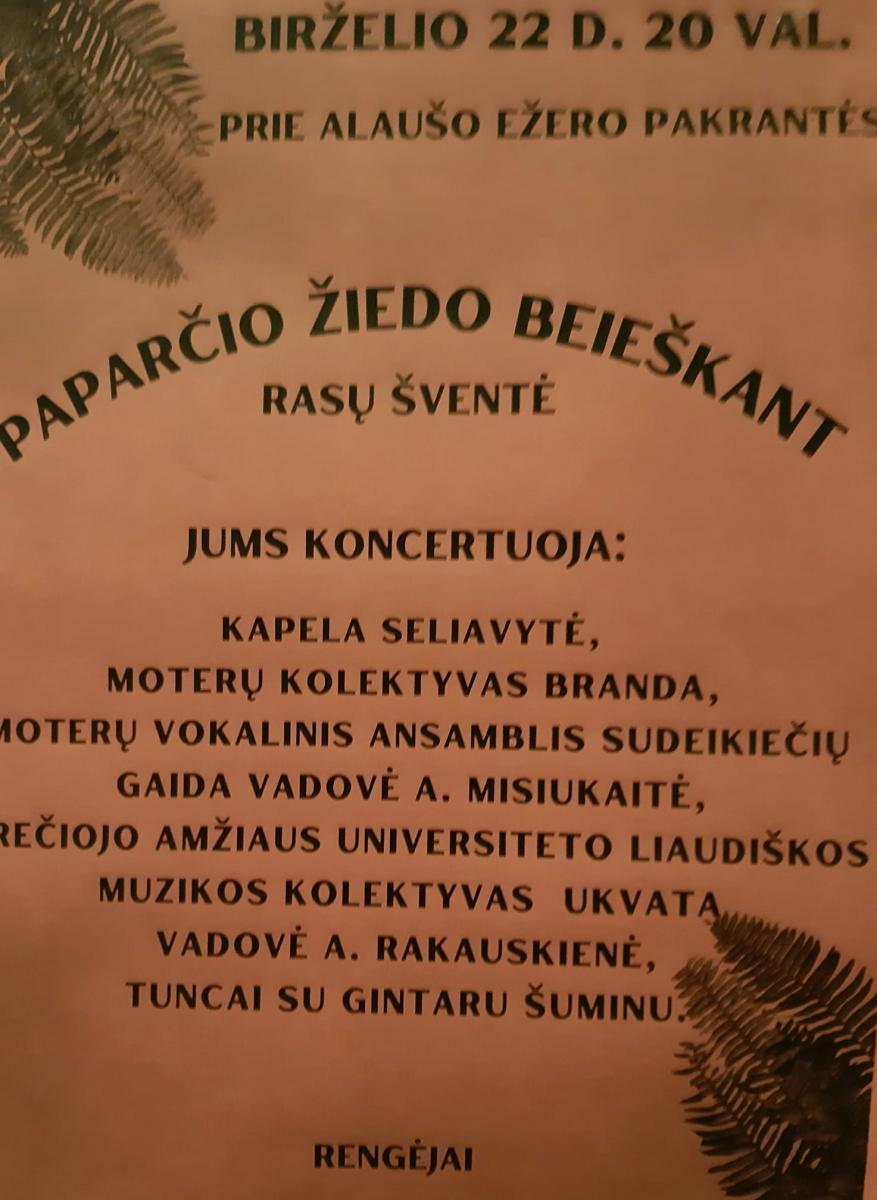 BIRŽELIO 22 D. 20 VAL.
PRIE ALAUŠO EŽERO PAKRANTĖS
PAPARČIO ŽIEDO BEIEŠKANT
RASŲ ŠVENTĖ
JUMS KONCERTUOJA:
KAPELA SELIAVYTĖ,
MOTERŲ KOLEKTYVAS BRANDA,
MOTERŲ VOKALINIS ANSAMBLIS SUDEIKIEČIŲ
GAIDA VADOVĖ A. MISIUKAITĖ,
REČIOJO AMŽIAUS UNIVERSITETO LIAUDIŠKOS
MUZIKOS KOLEKTYVAS UKVATA
VADOVĖ A. RAKAUSKIENĖ,
TUNCAI SU GINTARU ŠUMINU.
RENGĖJAI